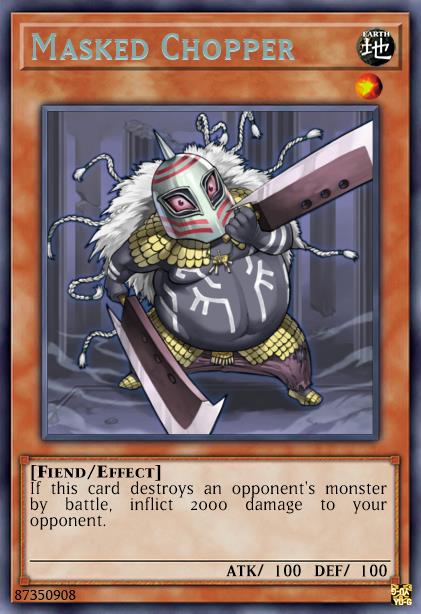 MASKED CHOPPER
EARTH
地
[FIEND/EFFECT]
If this card destroys an opponent's monster
by battle, inflict 2000 damage to your
opponent.
ATK/ 100 DEF/ 100
87350908